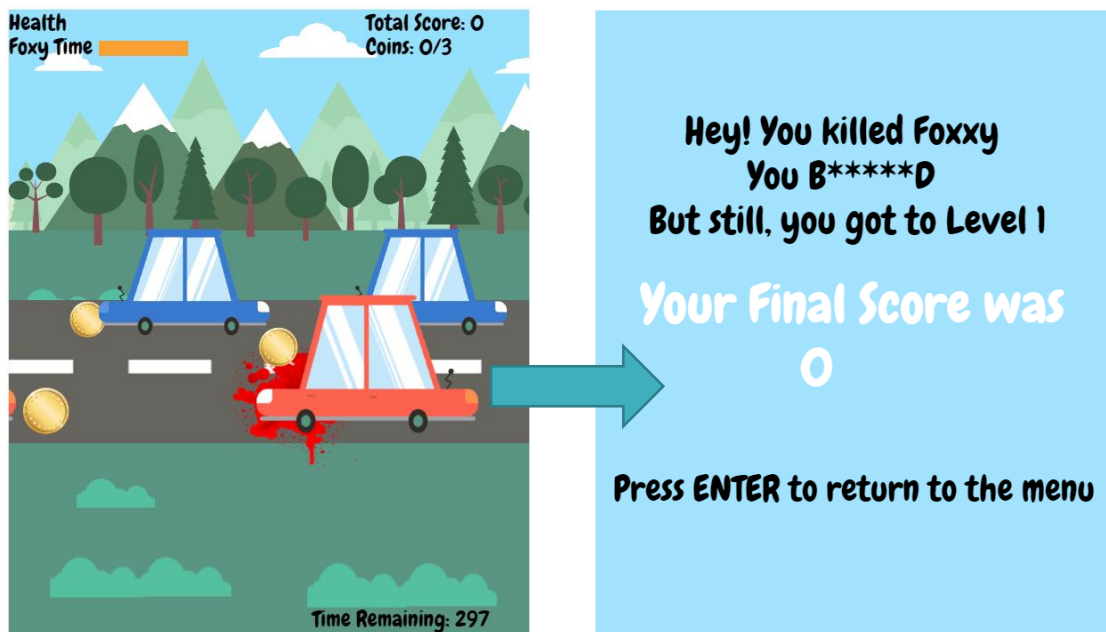 Health
Total Score: 0
Foxy Time
Coins: 0/3
Time Remaining: 297
Hey! You killed Foxxy
You B*****D
But still, you got to Level 1
Your Final Score was
0
Press ENTER to return to the menu